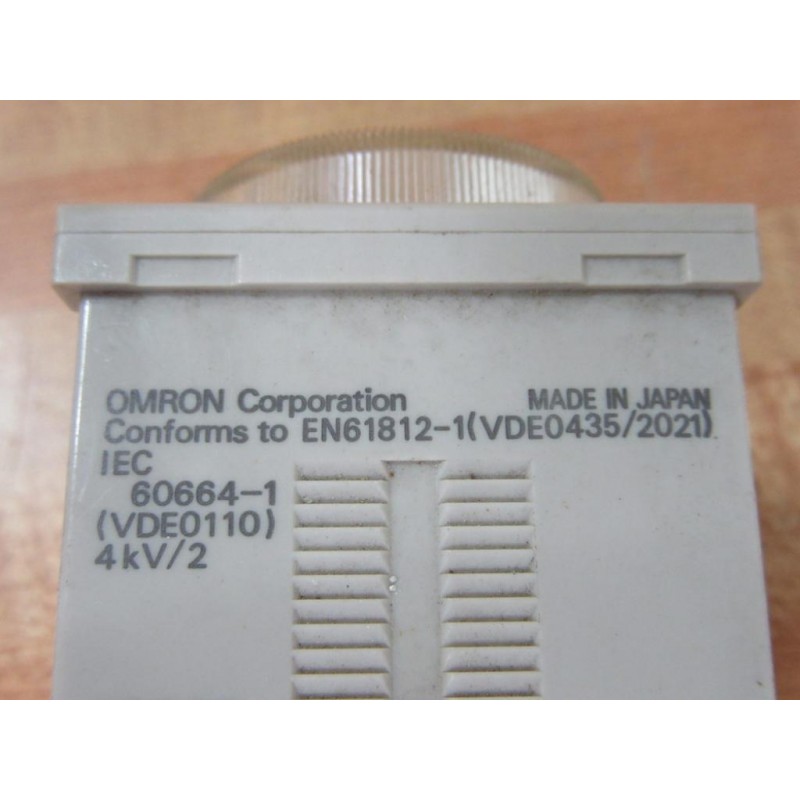 OMRON Corporation MADE IN JAPAN
Conforms to EN61812-1(VDE0435/2021)
IEC
60664-1
(VDE0110)
4kV/2